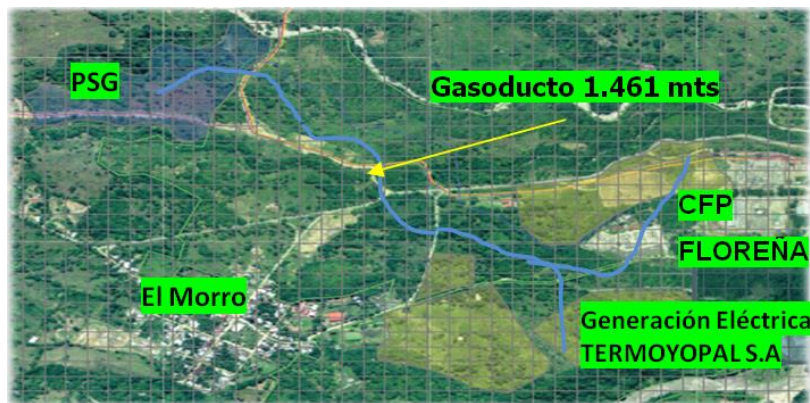 PSG
Gasoducto 1.461 mts
CFP
FLOREÑA
El Morro
Generación Eléctrica
TERMOYOPAL S.A